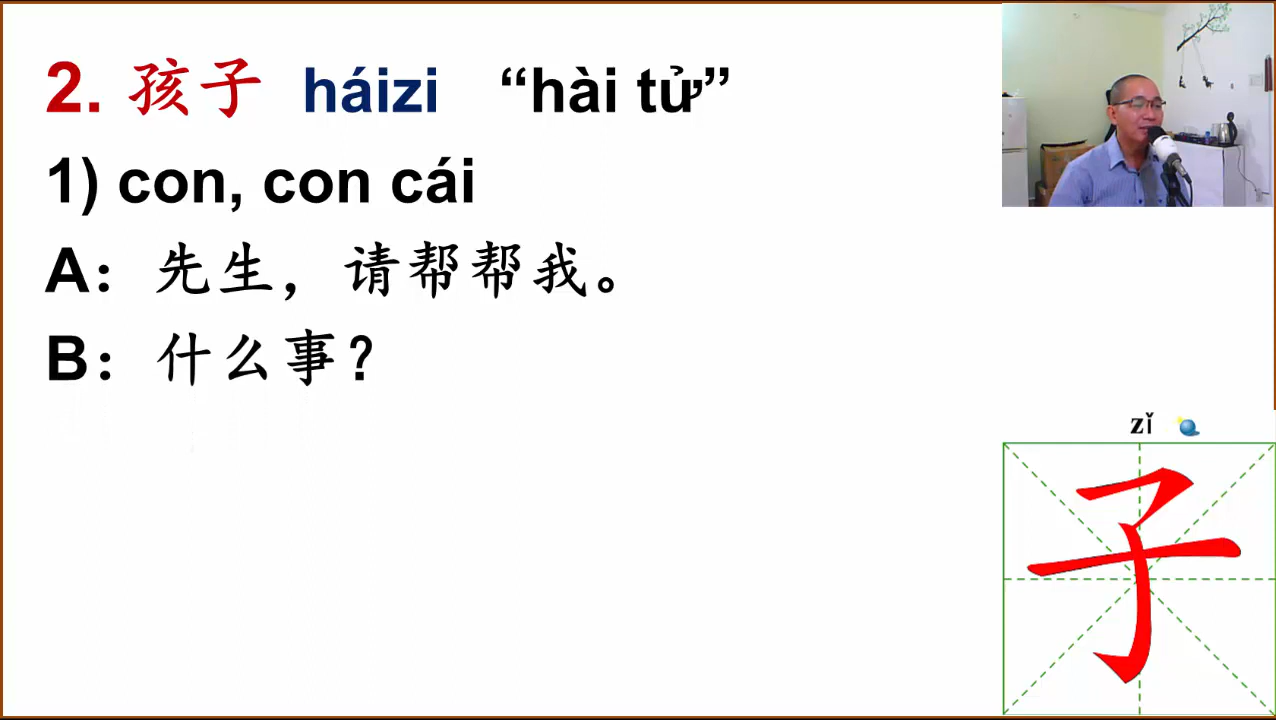 2. 孩子 háizi “hài tử”
1) con, con cái
A：先生，请帮帮我。
B：什么事？
zǐ
子